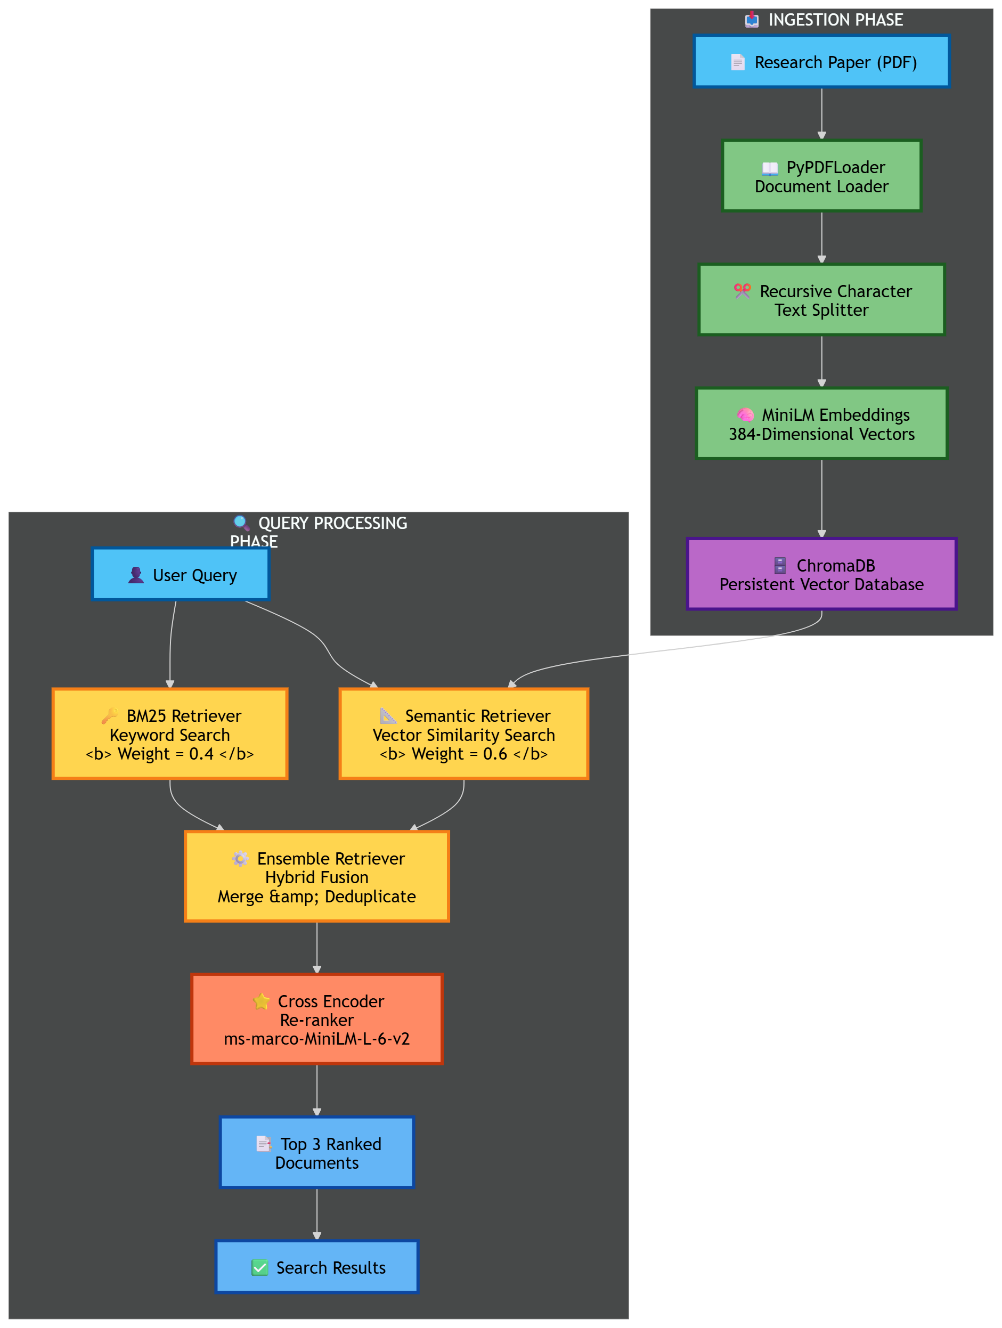 📥 INGESTION PHASE
📄 Research Paper (PDF)
📖 PyPDFLoader
Document Loader
✂️ Recursive Character
Text Splitter
🧠 MiniLM Embeddings
384-Dimensional Vectors
🗄️ ChromaDB
Persistent Vector Database
🔍 QUERY PROCESSING
PHASE
👤 User Query
🔑 BM25 Retriever
Keyword Search
<b> Weight = 0.4 </b>
📐 Semantic Retriever
Vector Similarity Search
<b> Weight = 0.6 </b>
⚙️ Ensemble Retriever
Hybrid Fusion
Merge &amp; Deduplicate
⭐ Cross Encoder
Re-ranker
ms-marco-MiniLM-L-6-v2
📑 Top 3 Ranked
Documents
✅ Search Results